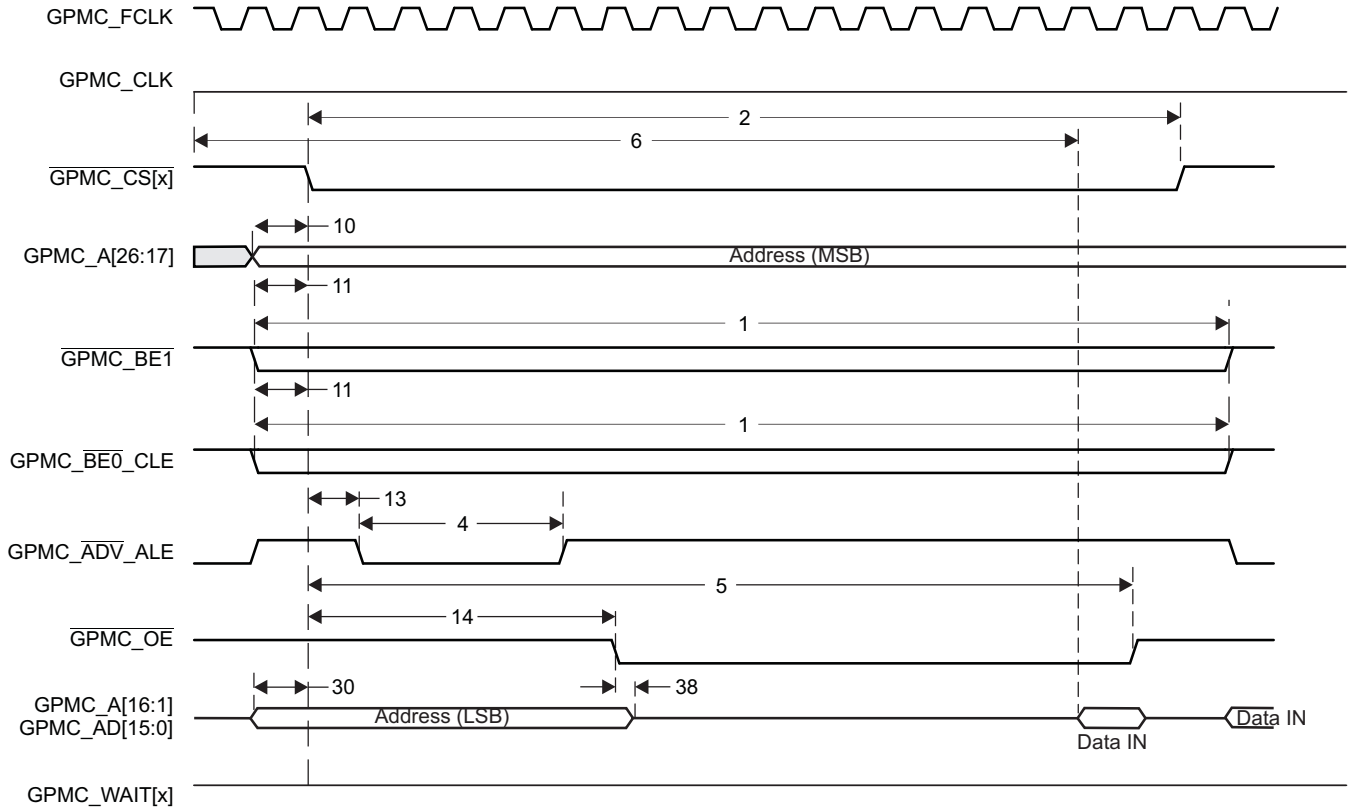 GPMC_FCLK
GPMC_CLK
2
6
GPMC_CS[x]
10
GPMC_A[26:17]
Address (MSB)
11
1
GPMC_BE1
11
1
GPMC_BE0_CLE
13
4
GPMC_ADV_ALE
5
14
GPMC_OE
30
38
GPMC_A[16:1]
GPMC_AD[15:0]
Address (LSB)
Data IN
Data IN
GPMC_WAIT[x]